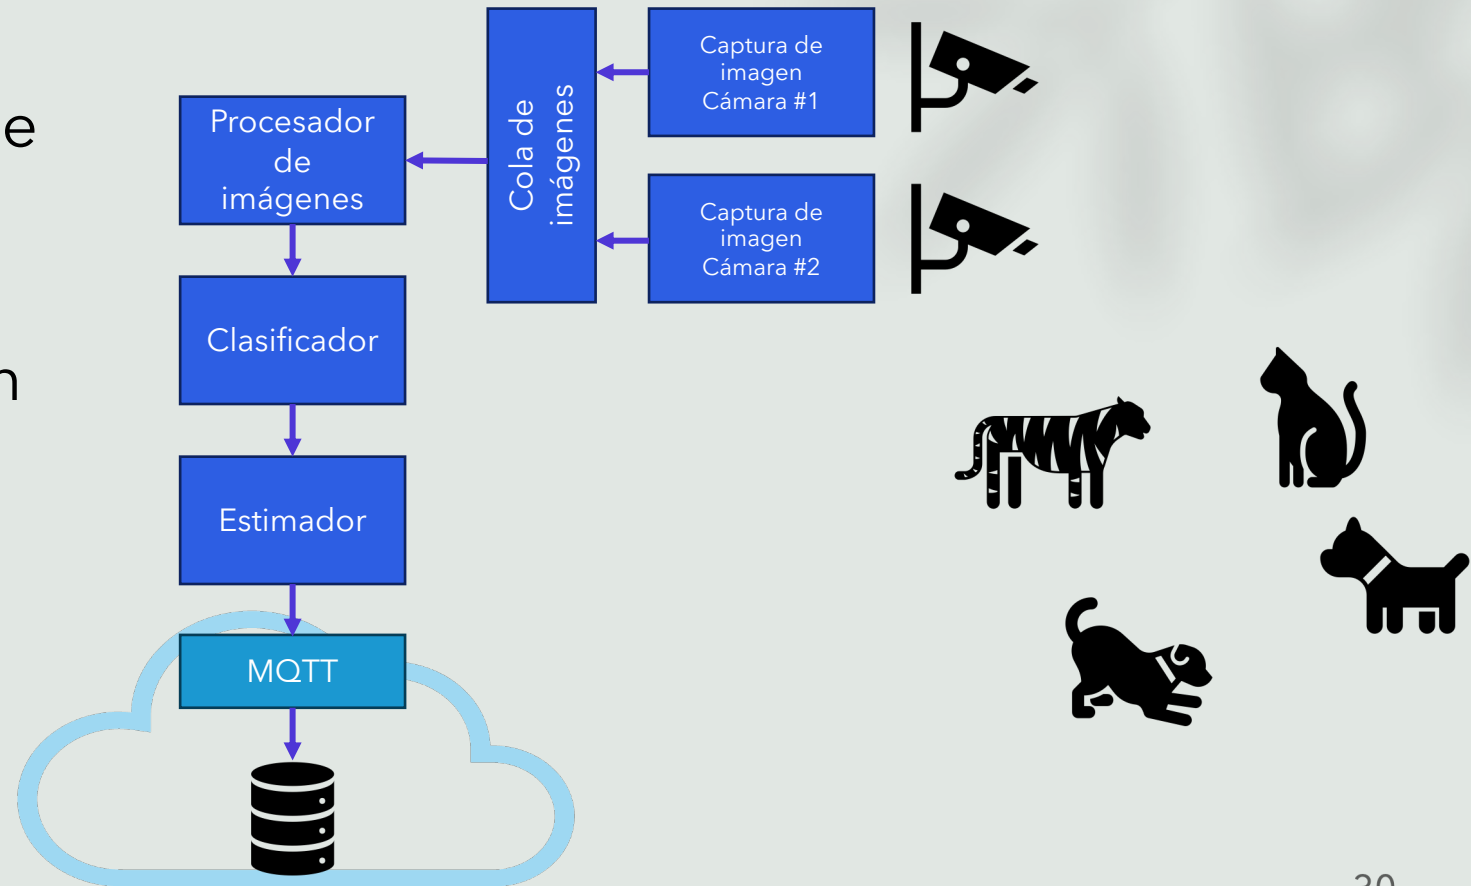 e
n
Procesador
de
imágenes
Clasificador
Estimador
MQTT
Cola de
imágenes
Captura de
imagen
Cámara #1
Captura de
imagen
Cámara #2